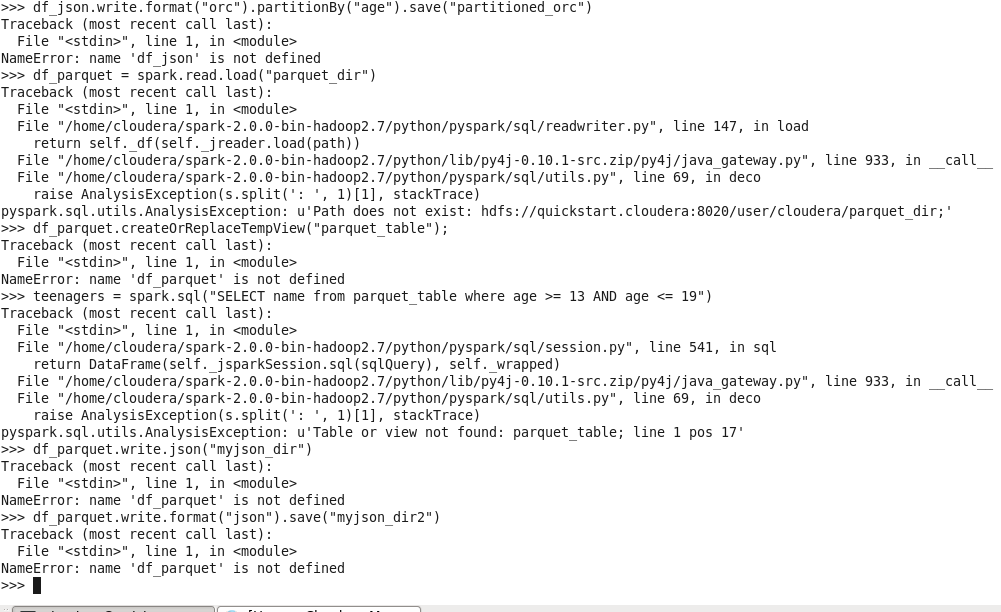 >>> df_json.write.format("orc").partitionBy("age").save("partitioned_orc")
Traceback (most recent call last):
  File "<stdin>", line 1, in <module>
NameError: name 'df_json' is not defined
>>> df_parquet = spark.read.load("parquet_dir")
Traceback (most recent call last):
  File "<stdin>", line 1, in <module>
  File "/home/cloudera/spark-2.0.0-bin-hadoop2.7/python/pyspark/sql/readwriter.py", line 147, in load
    return self._df(self._jreader.load(path))
  File "/home/cloudera/spark-2.0.0-bin-hadoop2.7/python/lib/py4j-0.10.1-src.zip/py4j/java_gateway.py", line 933, in __call__
  File "/home/cloudera/spark-2.0.0-bin-hadoop2.7/python/pyspark/sql/utils.py", line 69, in deco
    raise AnalysisException(s.split(': ', 1)[1], stackTrace)
pyspark.sql.utils.AnalysisException: u'Path does not exist: hdfs://quickstart.cloudera:8020/user/cloudera/parquet_dir;'
>>> df_parquet.createOrReplaceTempView("parquet_table");
Traceback (most recent call last):
  File "<stdin>", line 1, in <module>
NameError: name 'df_parquet' is not defined
>>> teenagers = spark.sql("SELECT name from parquet_table where age >= 13 AND age <= 19")
Traceback (most recent call last):
  File "<stdin>", line 1, in <module>
  File "/home/cloudera/spark-2.0.0-bin-hadoop2.7/python/pyspark/sql/session.py", line 541, in sql
    return DataFrame(self._jsparkSession.sql(sqlQuery), self._wrapped)
  File "/home/cloudera/spark-2.0.0-bin-hadoop2.7/python/lib/py4j-0.10.1-src.zip/py4j/java_gateway.py", line 933, in __call__
  File "/home/cloudera/spark-2.0.0-bin-hadoop2.7/python/pyspark/sql/utils.py", line 69, in deco
    raise AnalysisException(s.split(': ', 1)[1], stackTrace)
pyspark.sql.utils.AnalysisException: u'Table or view not found: parquet_table; line 1 pos 17'
>>> df_parquet.write.json("myjson_dir")
Traceback (most recent call last):
  File "<stdin>", line 1, in <module>
NameError: name 'df_parquet' is not defined
>>> df_parquet.write.format("json").save("myjson_dir2")
Traceback (most recent call last):
  File "<stdin>", line 1, in <module>
NameError: name 'df_parquet' is not defined
>>>